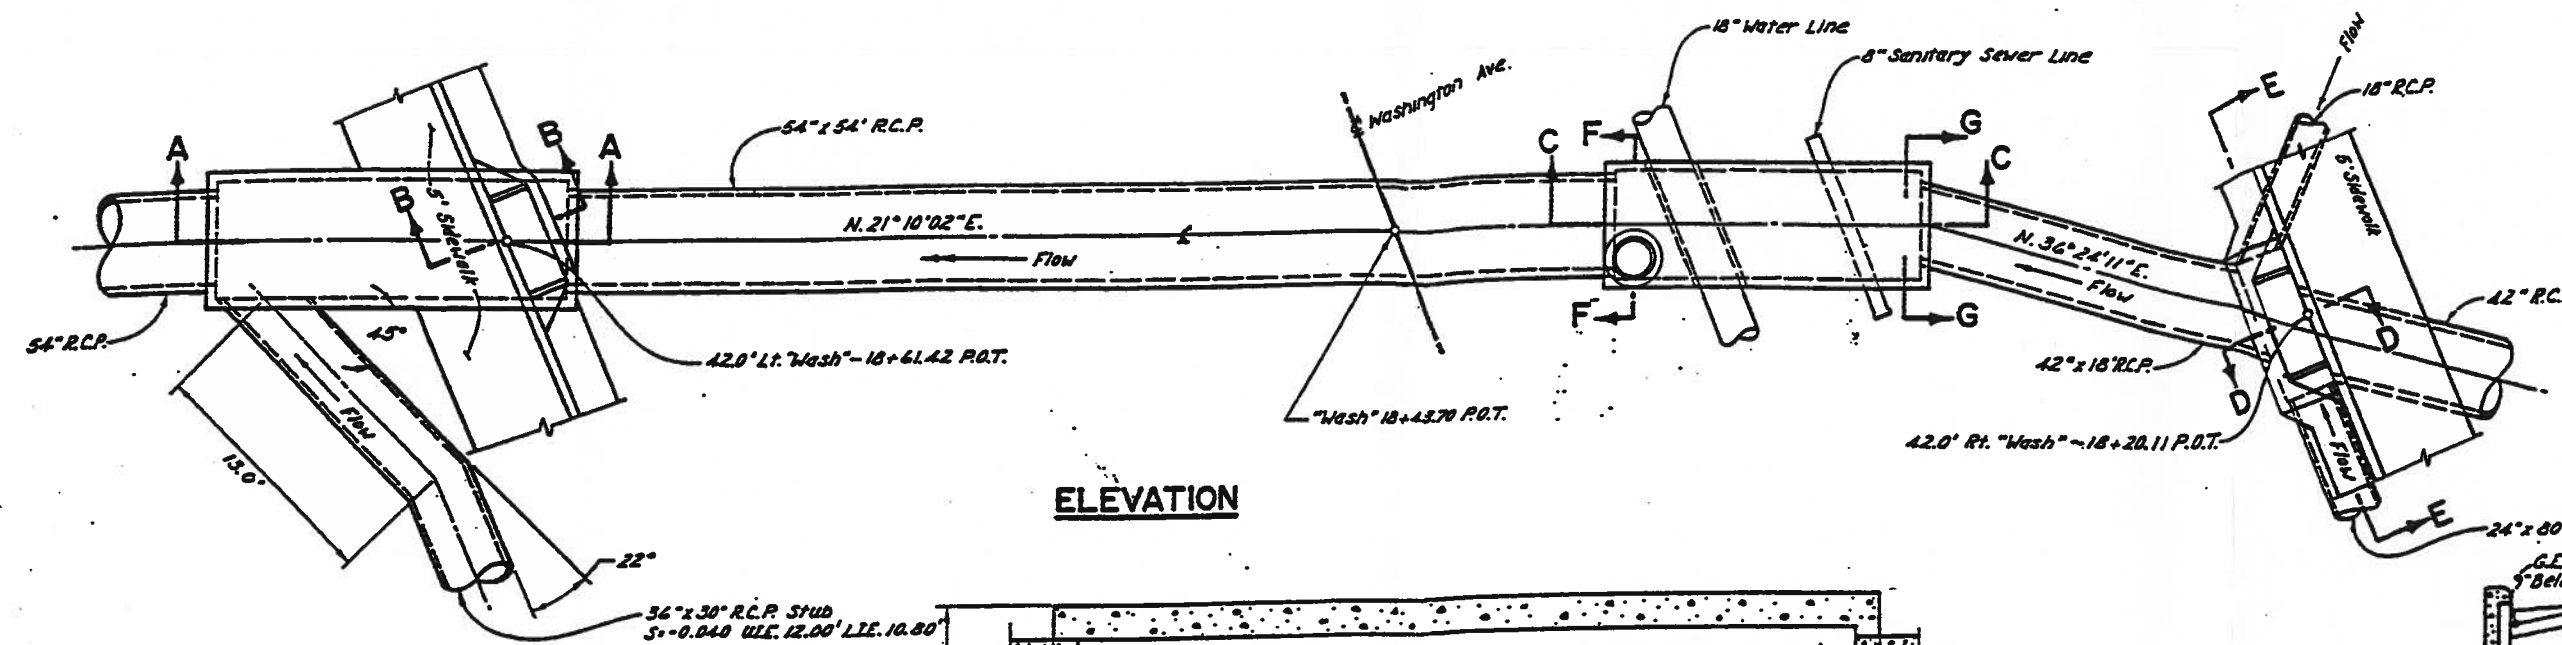 18" Water Line
8" Sanitary Sewer Line
Washington Ave.
Flow
18" R.C.P.
54" x 54' R.C.P.
A
B
A
C
F
G
C
E
5' Sidewalk
B
5' Sidewalk
N. 21° 10' 02" E.
Flow
N. 36° 24' 11" E.
Flow
54" R.C.P.
45°
42.0' Lt. "Wash" - 18+61.42 P.O.T.
F
G
42" R.C.
42" x 18' R.C.P.
D
D
Flow
13.0'
"Wash" 18+43.70 P.O.T.
42.0' Rt. "Wash" - 18+20.11 P.O.T.
Flow
ELEVATION
E
24" x 80
22°
36" x 30' R.C.P. Stub
S=-0.040 U.I.E. 12.00' L.I.E. 10.80'
G.E.
9" Bel